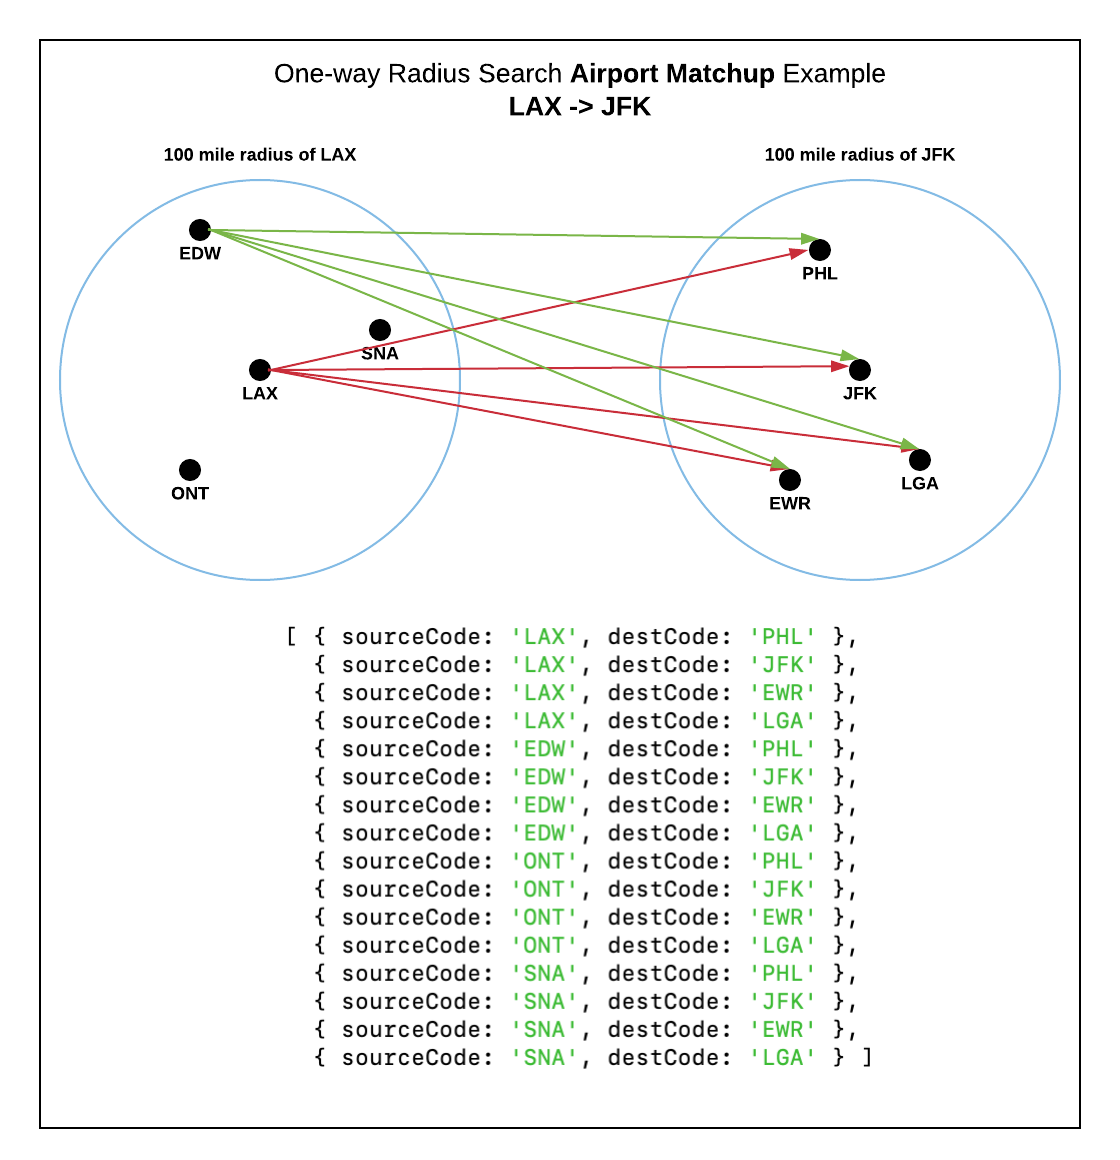 One-way Radius Search Airport Matchup Example
LAX -> JFK
100 mile radius of LAX
100 mile radius of JFK
EDW
PHL
SNA
LAX
JFK
ONT
LGA
EWR
[ { sourceCode: 'LAX', destCode: 'PHL' },
{ sourceCode: 'LAX', destCode: 'JFK' },
{ sourceCode: 'LAX', destCode: 'EWR' },
{ sourceCode: 'LAX', destCode: 'LGA' },
{ sourceCode: 'EDW', destCode: 'PHL' },
{ sourceCode: 'EDW', destCode: 'JFK' },
{ sourceCode: 'EDW', destCode: 'EWR' },
{ sourceCode: 'EDW', destCode: 'LGA' },
{ sourceCode: 'ONT', destCode: 'PHL' },
{ sourceCode: 'ONT', destCode: 'JFK' },
{ sourceCode: 'ONT', destCode: 'EWR' },
{ sourceCode: 'ONT', destCode: 'LGA' },
{ sourceCode: 'SNA', destCode: 'PHL' },
{ sourceCode: 'SNA', destCode: 'JFK' },
{ sourceCode: 'SNA', destCode: 'EWR' },
{ sourceCode: 'SNA', destCode: 'LGA' } ]